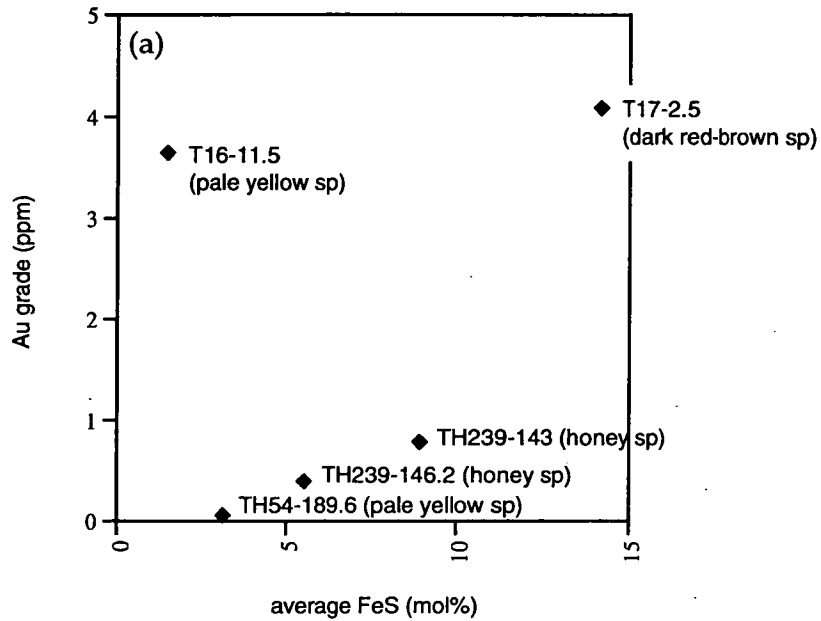 (a)
5
4
3
2
1
0
Au grade (ppm)
T17-2.5
(dark red-brown sp)
T16-11.5
(pale yellow sp)
TH239-143 (honey sp)
TH239-146.2 (honey sp)
TH54-189.6 (pale yellow sp)
0
5
10
15
average FeS (mol%)